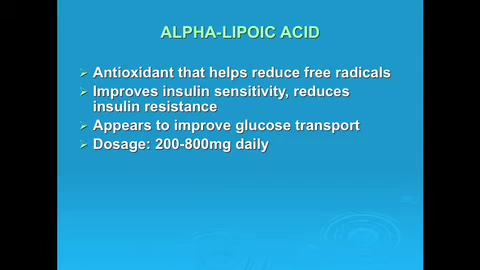 ALPHA-LIPOIC ACID
Antioxidant that helps reduce free radicals
Improves insulin sensitivity, reduces
insulin resistance
Appears to improve glucose transport
Dosage: 200-800mg daily